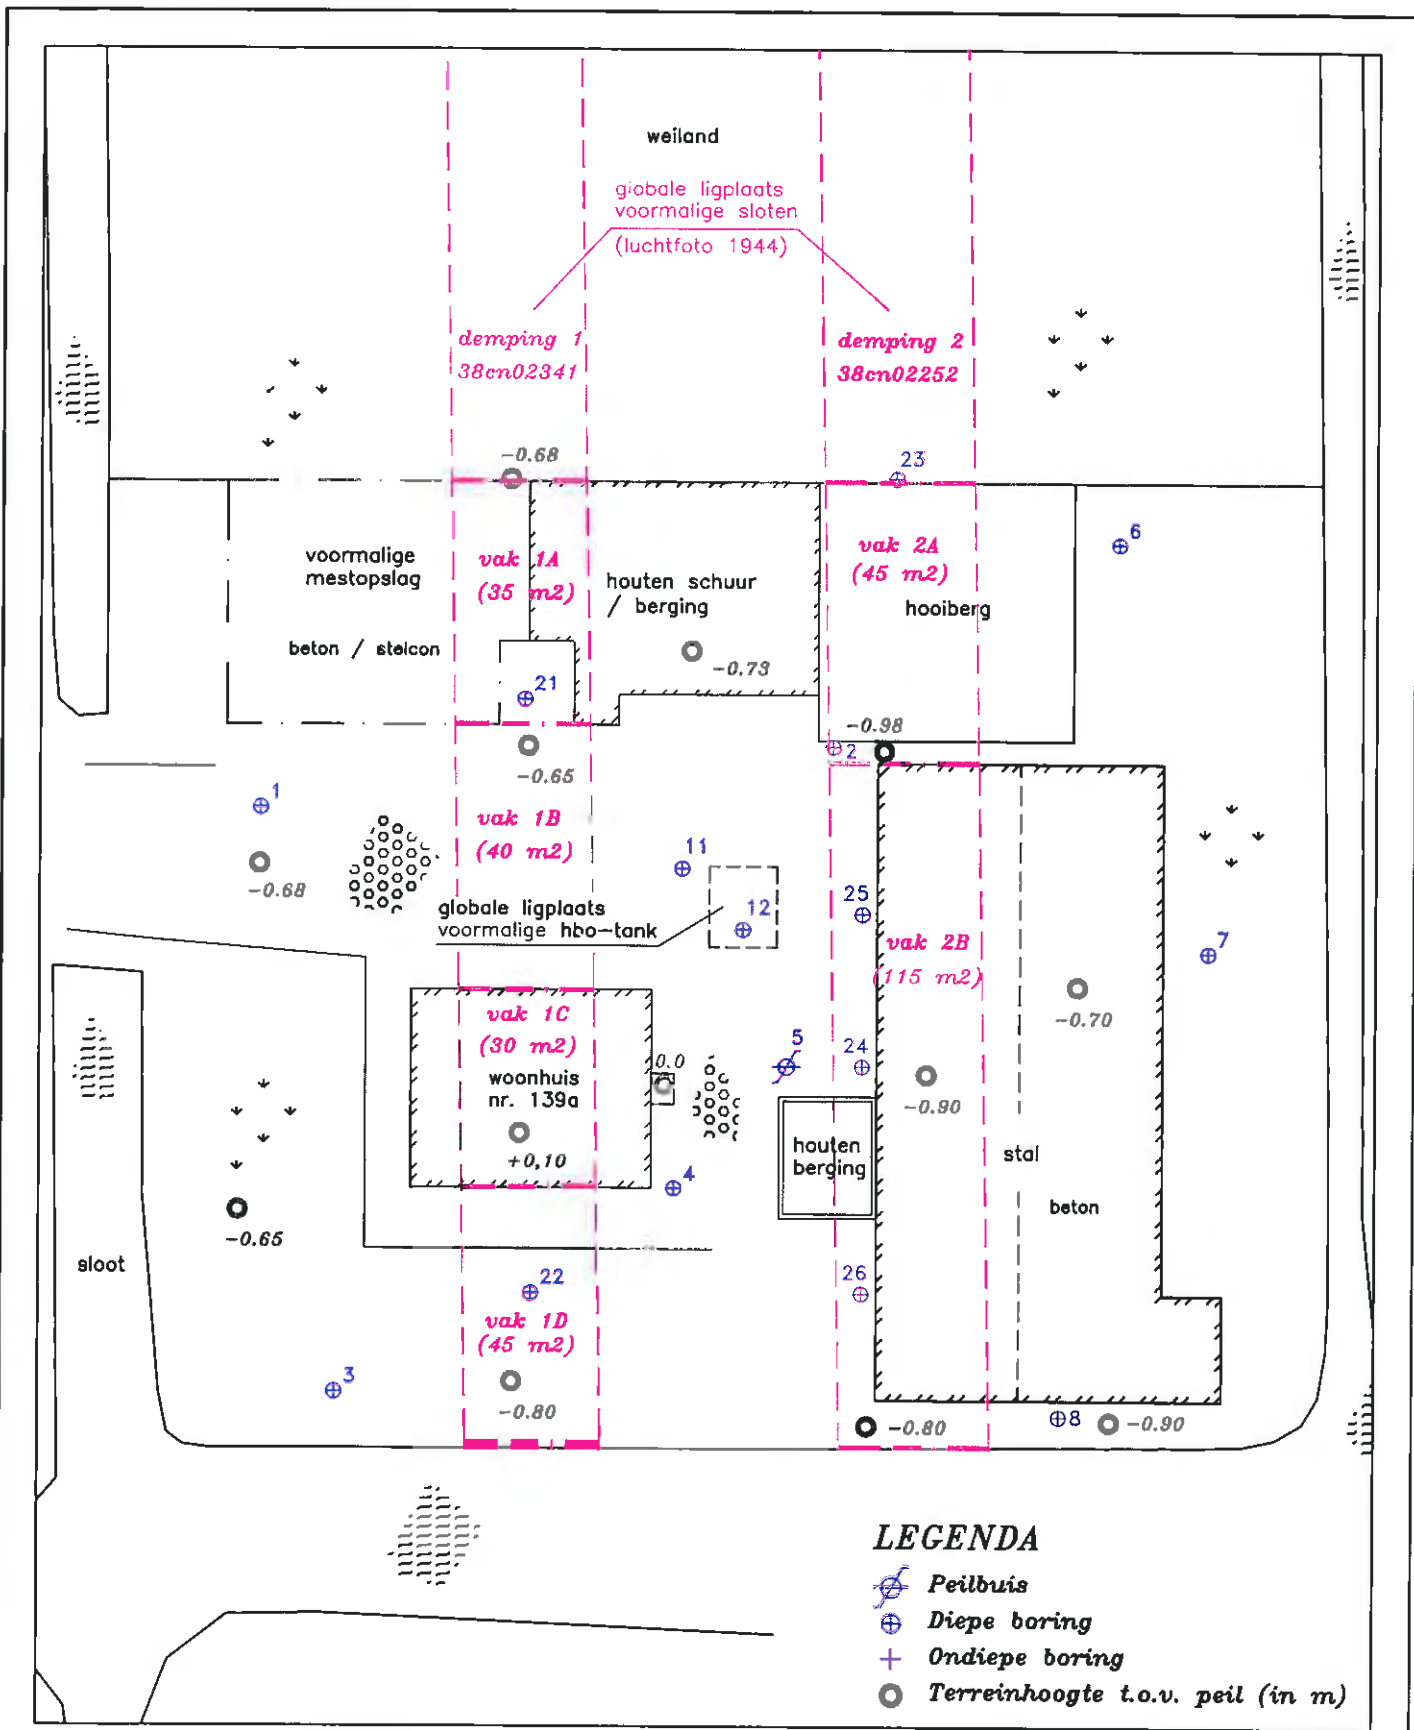 weiland
globale ligplaats
voormalige sloten
(luchtfoto 1944)
demping 1
38cn02341
demping 2
38cn02252
-0.68
23
6
voormalige
mestopslag
beton / stelcon
vak 1A
(35 m2)
houten schuur
/ berging
-0.73
vak 2A
(45 m2)
hooiberg
21
-0.65
-0.98
2
1
-0.68
vak 1B
(40 m2)
11
12
globale ligplaats
voormalige hbo-tank
25
vak 2B
(115 m2)
7
-0.70
vak 1C
(30 m2)
woonhuis
nr. 139a
+0,10
0.0
5
24
-0.90
houten
berging
stal
beton
4
-0.65
sloot
22
vak 1D
(45 m2)
-0.80
3
26
-0.80
8
-0.90
LEGENDA
Peilbuis
Diepe boring
Ondiepe boring
Terreinhoogte t.o.v. peil (in m)